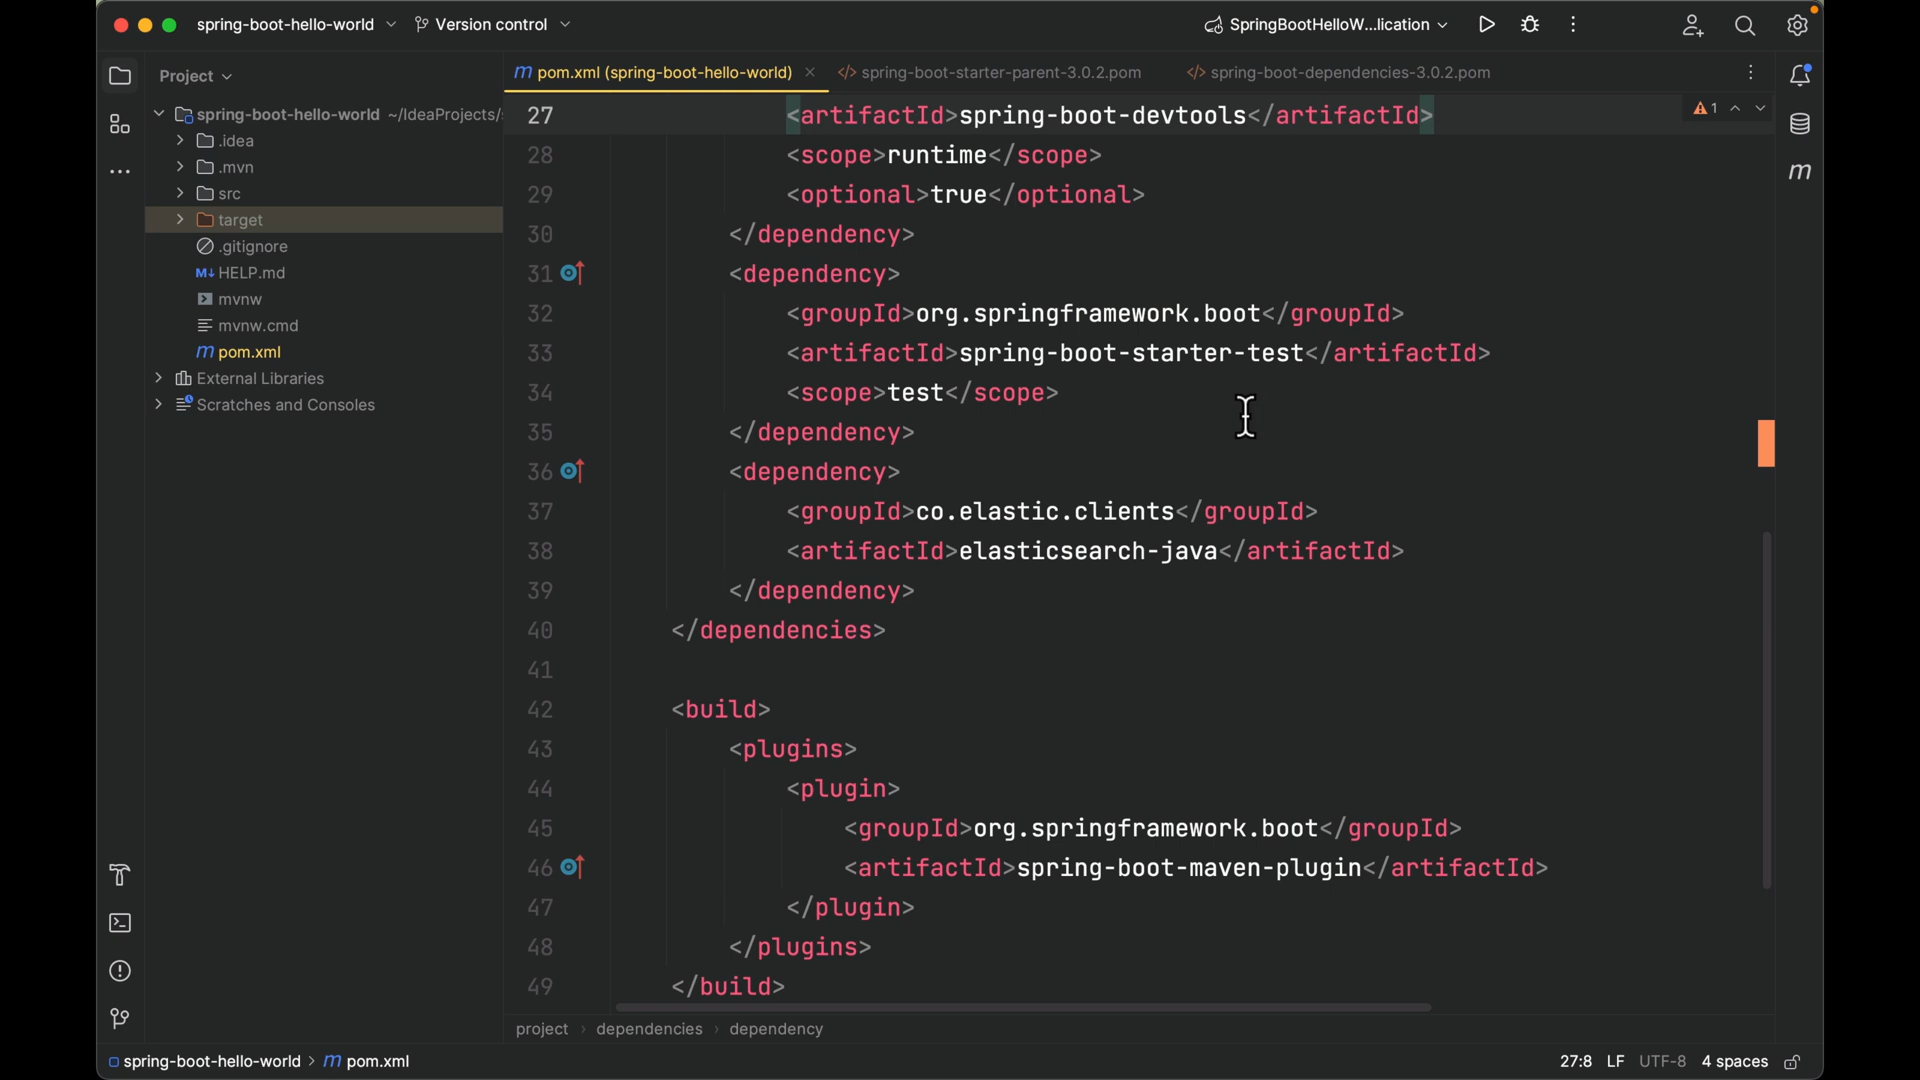 spring-boot-hello-world
Version control
SpringBootHelloW...lication
Project
pom.xml (spring-boot-hello-world)
spring-boot-starter-parent-3.0.2.pom
spring-boot-dependencies-3.0.2.pom
spring-boot-hello-world ~/IdeaProjects/s
.idea
.mvn
src
target
.gitignore
M↓ HELP.md
mvnw
mvnw.cmd
m pom.xml
External Libraries
Scratches and Consoles
1
27 <artifactId>spring-boot-devtools</artifactId>
28 <scope>runtime</scope>
29 <optional>true</optional>
30 </dependency>
31 <dependency>
32 <groupId>org.springframework.boot</groupId>
33 <artifactId>spring-boot-starter-test</artifactId>
34 <scope>test</scope>
35 </dependency>
36 <dependency>
37 <groupId>co.elastic.clients</groupId>
38 <artifactId>elasticsearch-java</artifactId>
39 </dependency>
40 </dependencies>
41
42 <build>
43 <plugins>
44 <plugin>
45 <groupId>org.springframework.boot</groupId>
46 <artifactId>spring-boot-maven-plugin</artifactId>
47 </plugin>
48 </plugins>
49 </build>
project › dependencies › dependency
spring-boot-hello-world > m pom.xml
27:8 LF UTF-8 4 spaces